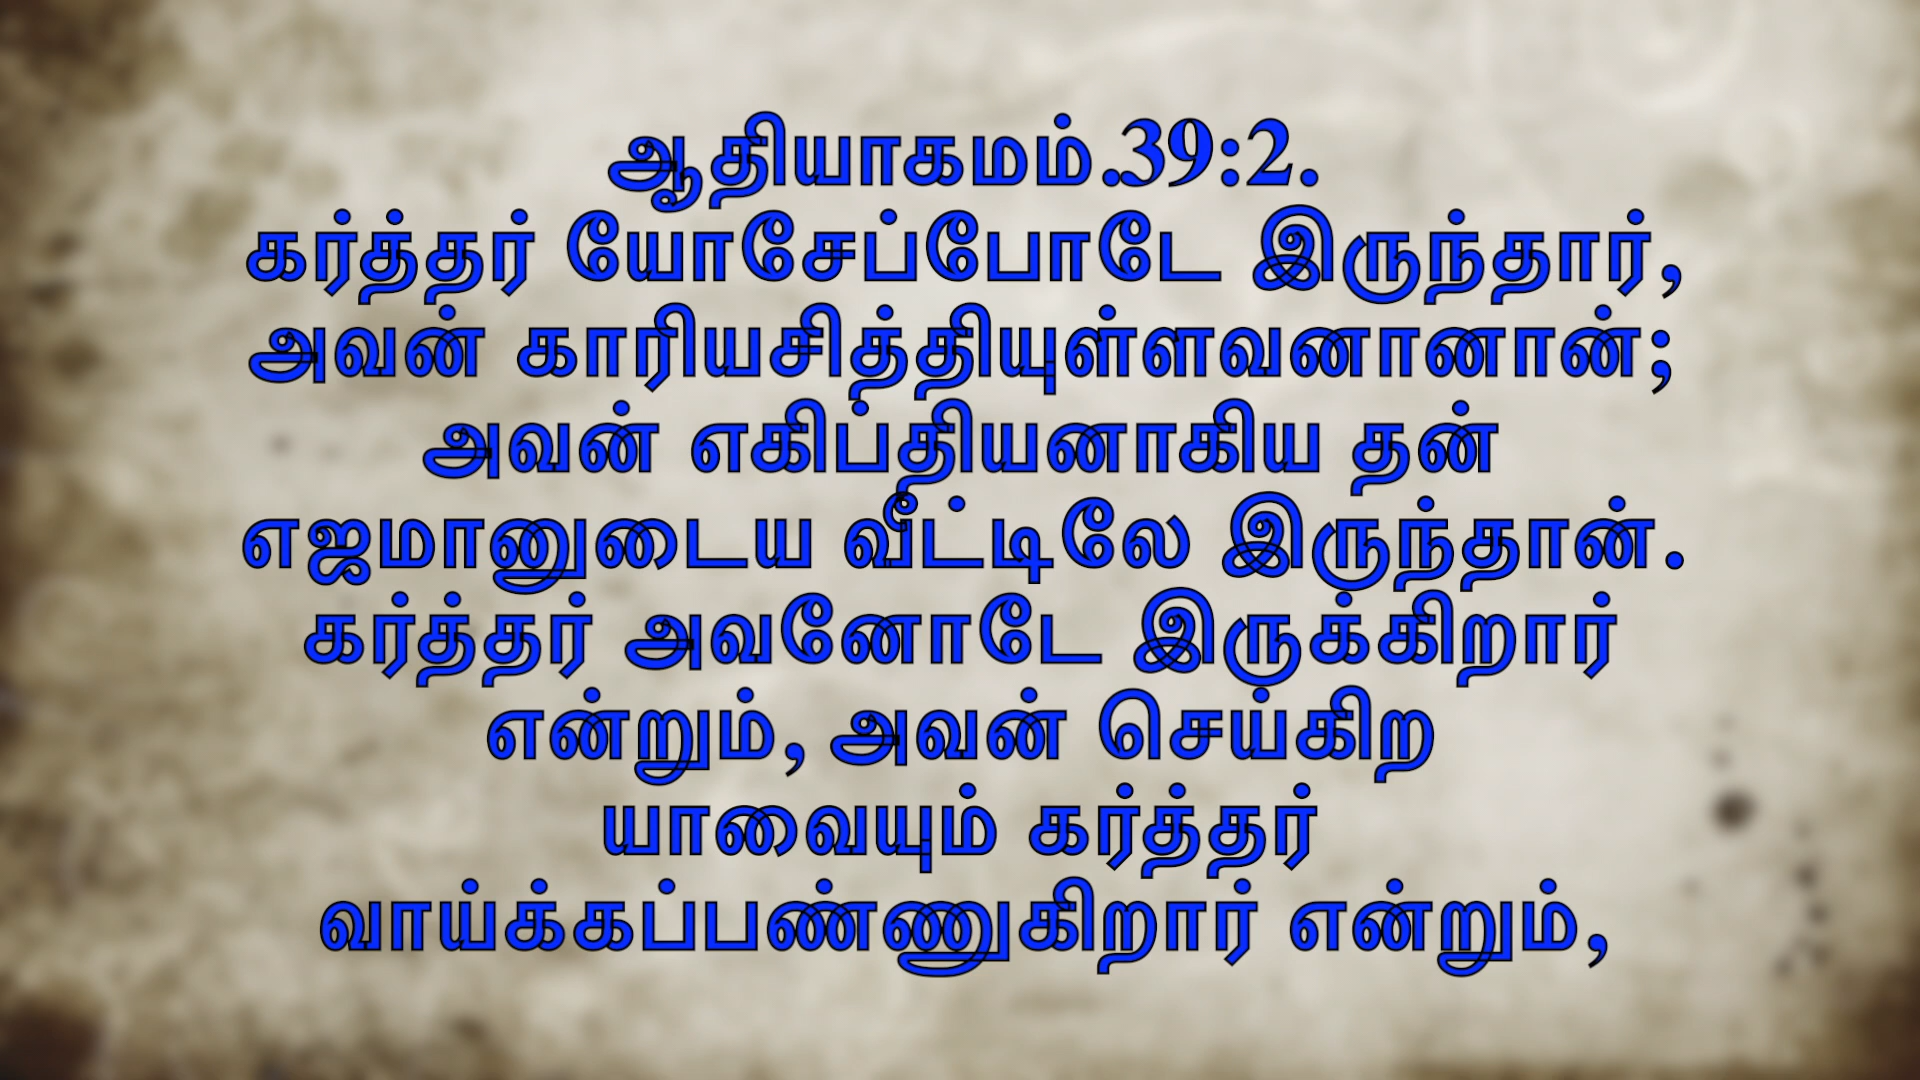 ஆதியாகமம்.39:2.
கர்த்தர் யோசேப்போடே இருந்தார்,
அவன் காரியசித்தியுள்ளவனானான்;
அவன் எகிப்தியனாகிய தன்
எஜமானுடைய வீட்டிலே இருந்தான்.
கர்த்தர் அவனோடே இருக்கிறார்
என்றும், அவன் செய்கிற
யாவையும் கர்த்தர்
வாய்க்கப்பண்ணுகிறார் என்றும்,